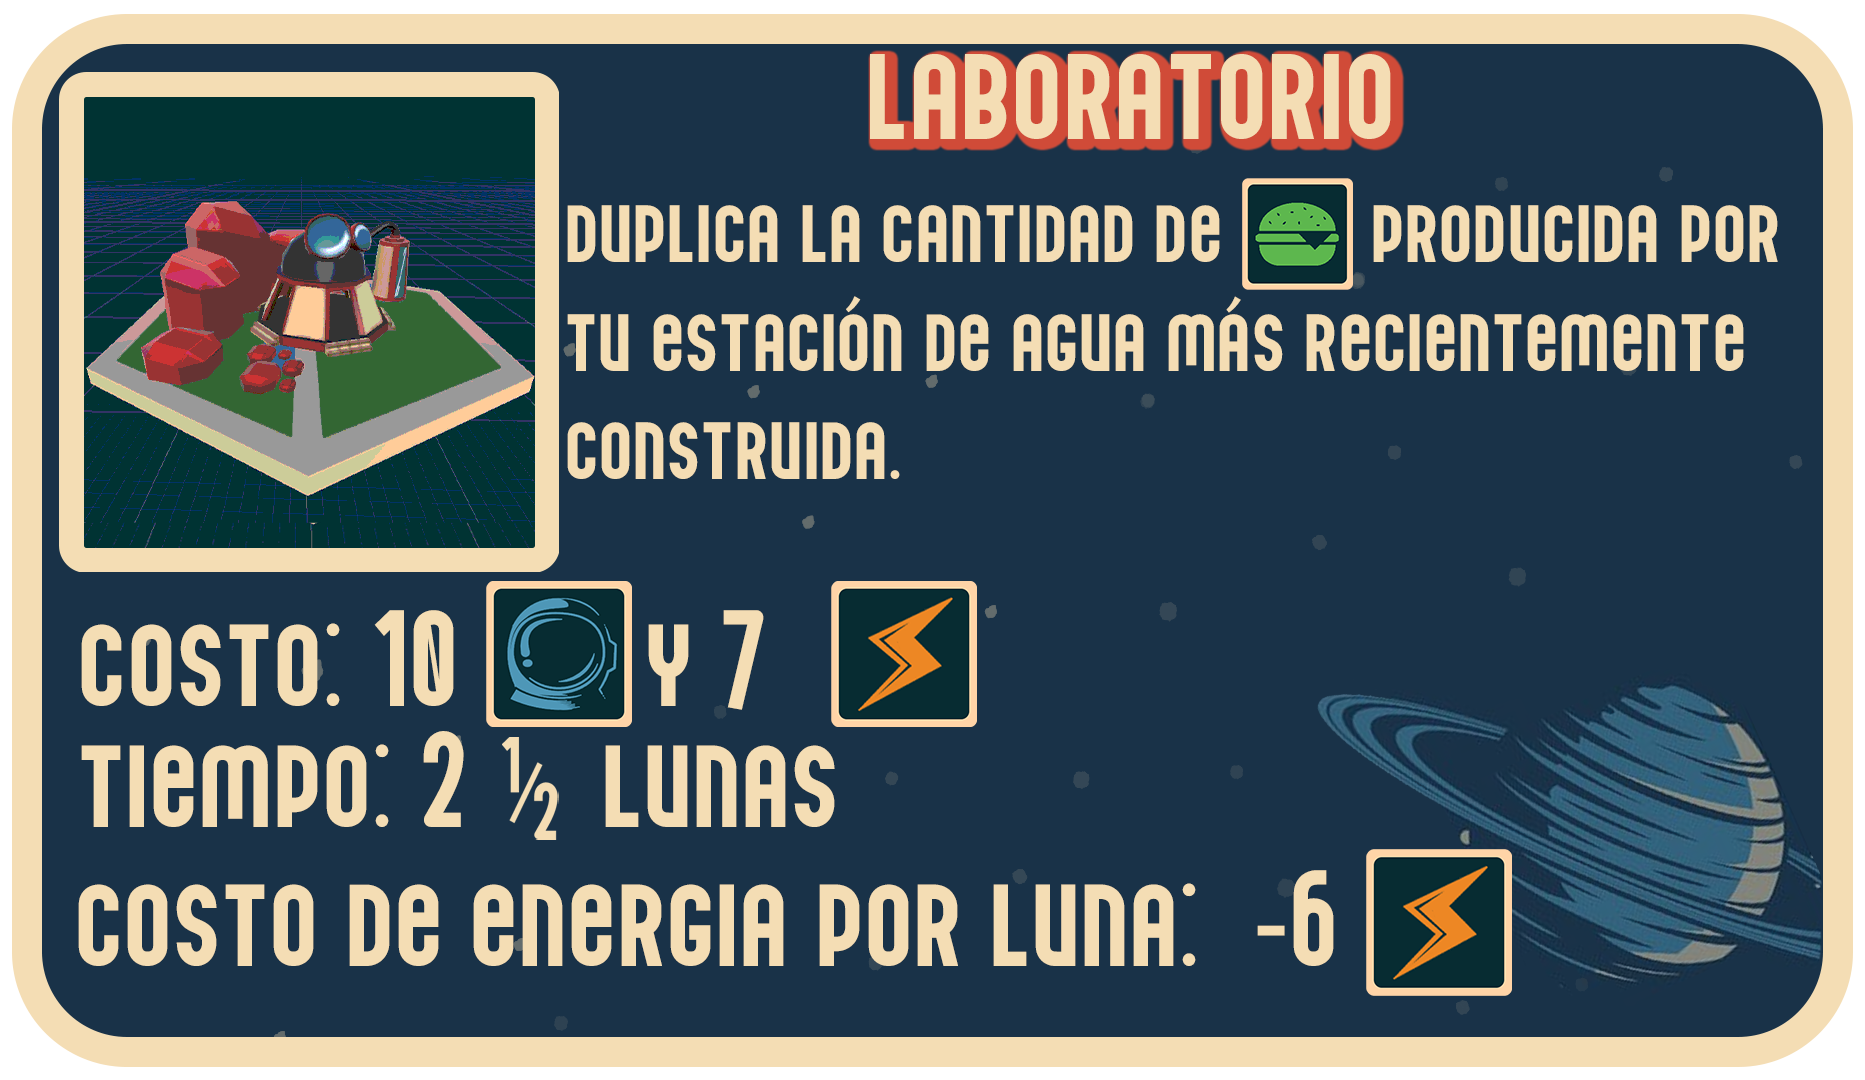 LABORATORIO
DUPLICA LA CANTIDAD DE PRODUCIDA POR
TU ESTACIÓN DE AGUA MÁS RECIENTEMENTE
CONSTRUIDA.
COSTO: 10 Y 7
TIEMPO: 2 ½ LUNAS
COSTO DE ENERGIA POR LUNA: -6